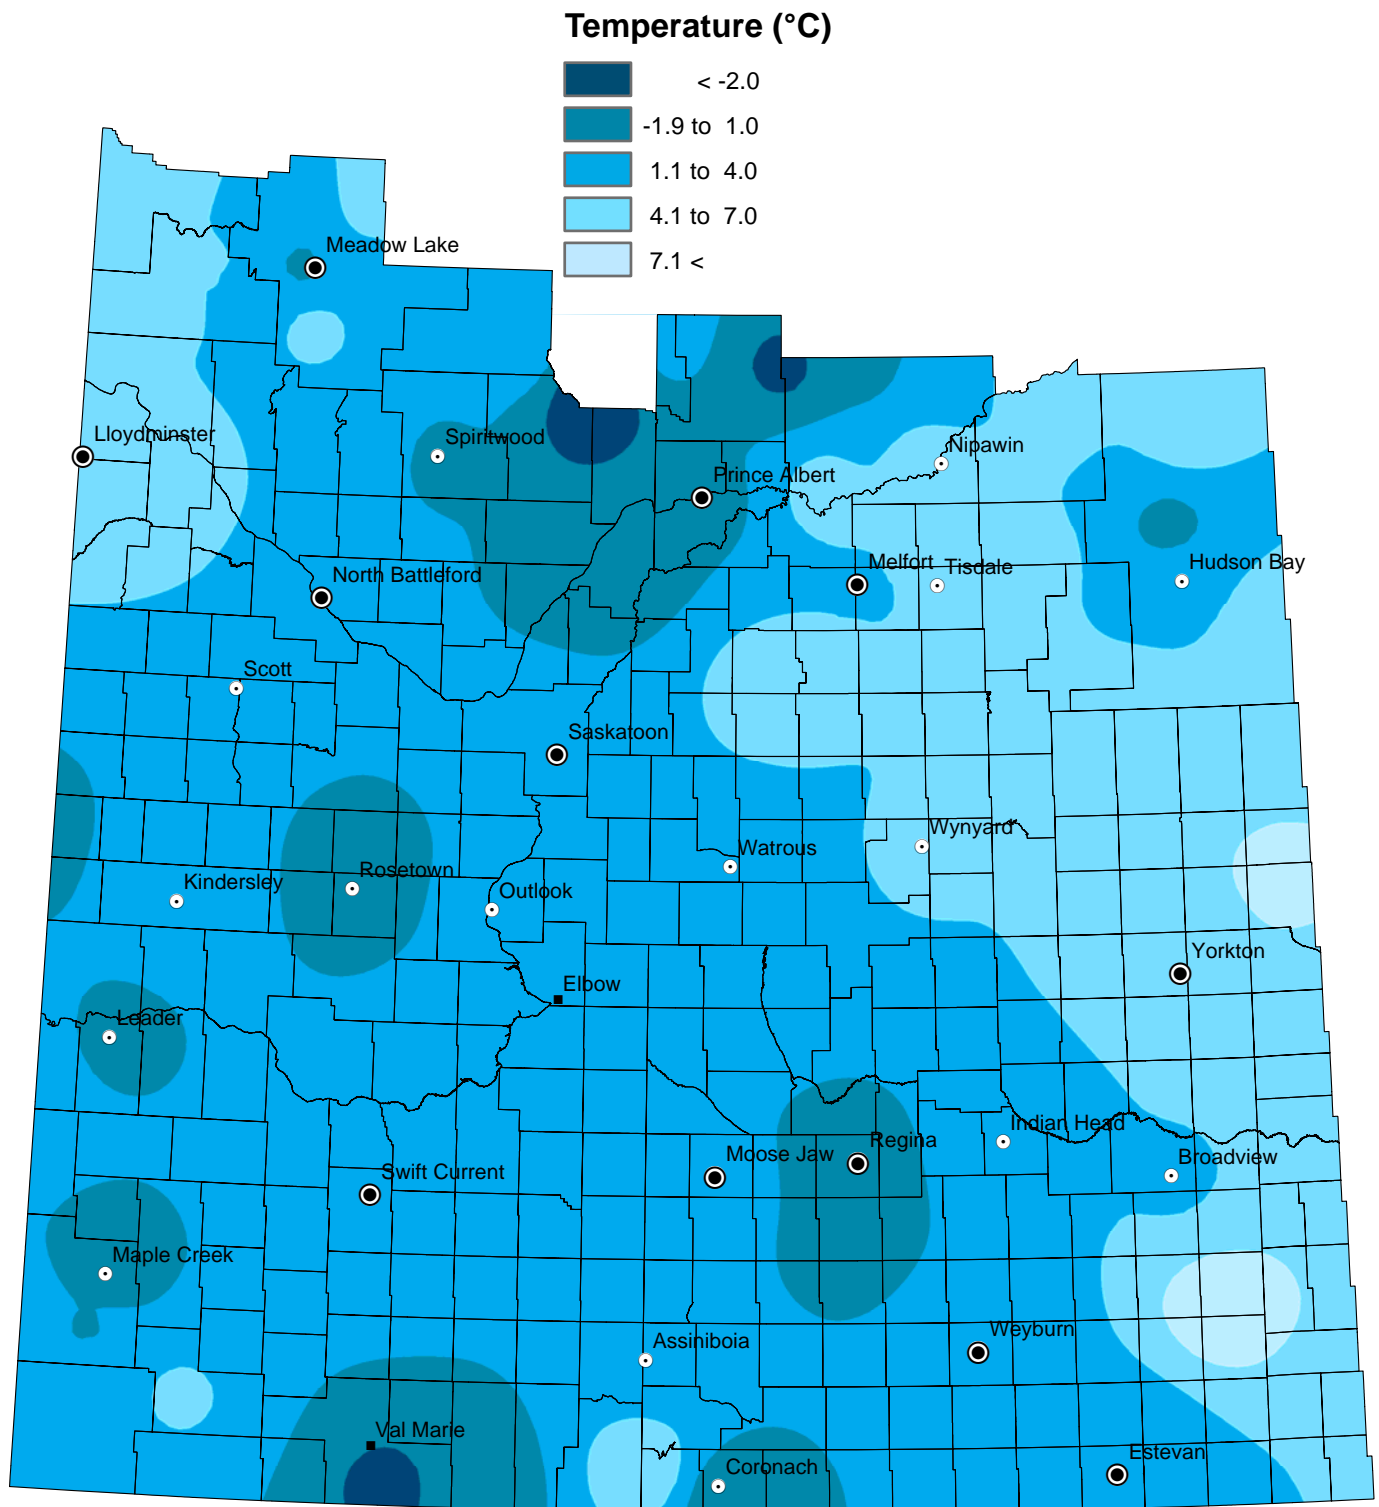 Temperature (°C)
< -2.0
-1.9 to 1.0
1.1 to 4.0
4.1 to 7.0
7.1 <
Meadow Lake
Lloydminster
Spiritwood
Nipawin
Prince Albert
Melfort
Tisdale
Hudson Bay
North Battleford
Scott
Saskatoon
Wynyard
Watrous
Rosetown
Kindersley
Outlook
Yorkton
Elbow
Leader
Indian Head
Regina
Moose Jaw
Broadview
Swift Current
Maple Creek
Weyburn
Assiniboia
Val Marie
Estevan
Coronach